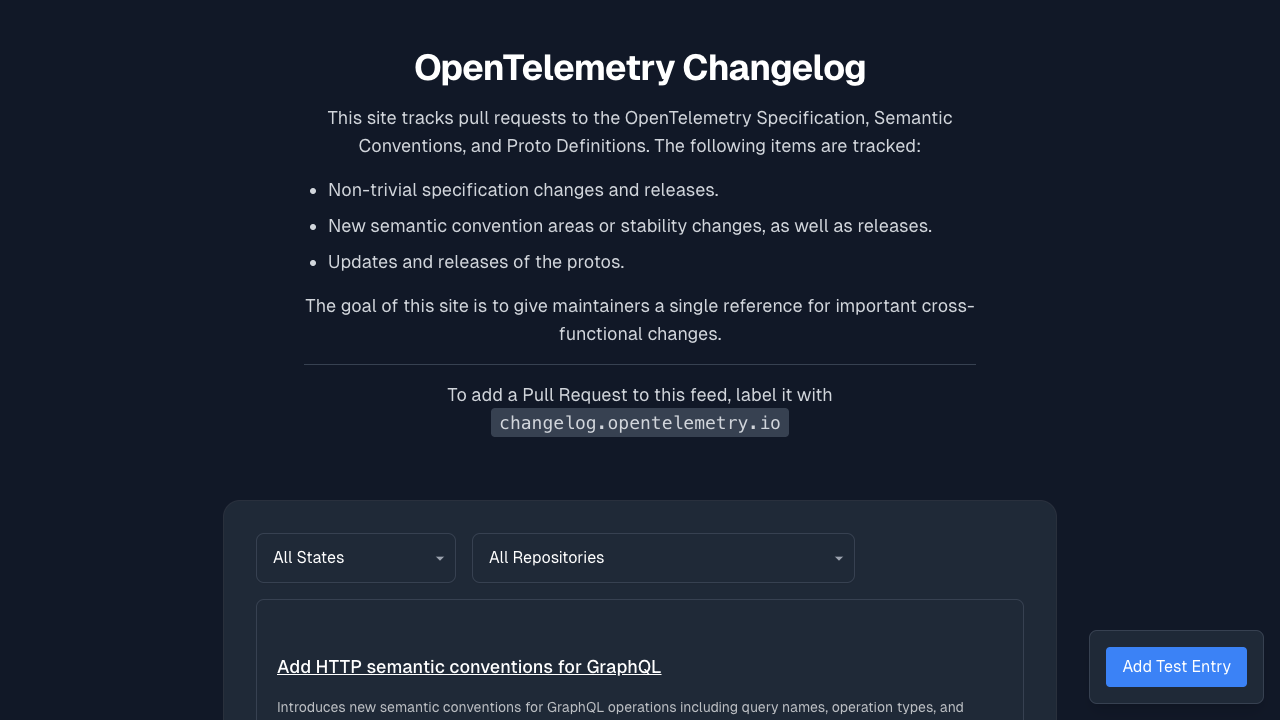 OpenTelemetry Changelog
This site tracks pull requests to the OpenTelemetry Specification, Semantic
Conventions, and Proto Definitions. The following items are tracked:
• Non-trivial specification changes and releases.
• New semantic convention areas or stability changes, as well as releases.
• Updates and releases of the protos.
The goal of this site is to give maintainers a single reference for important cross-
functional changes.
To add a Pull Request to this feed, label it with
changelog.opentelemetry.io
All States
All Repositories
Add HTTP semantic conventions for GraphQL
Add Test Entry
Introduces new semantic conventions for GraphQL operations including query names, operation types, and